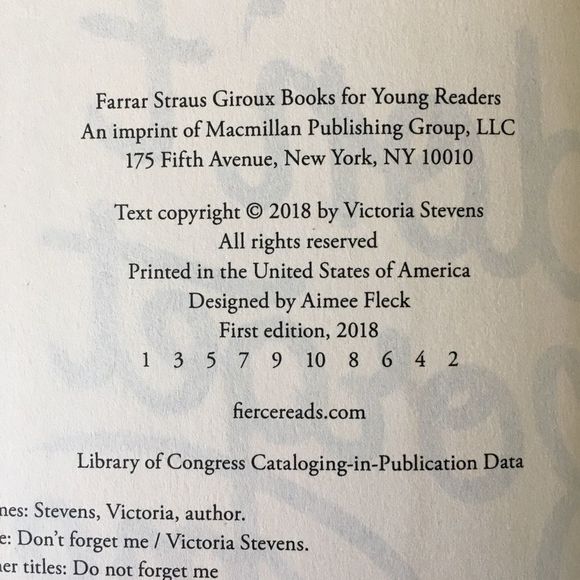 Farrar Straus Giroux Books for Young Readers
An imprint of Macmillan Publishing Group, LLC
175 Fifth Avenue, New York, NY 10010
Text copyright © 2018 by Victoria Stevens
All rights reserved
Printed in the United States of America
Designed by Aimee Fleck
First edition, 2018
1 3 5 7 9 10 8 6 4 2
fiercereads.com
Library of Congress Cataloging-in-Publication Data
Stevens, Victoria, author.
Don't forget me / Victoria Stevens.
titles: Do not forget me